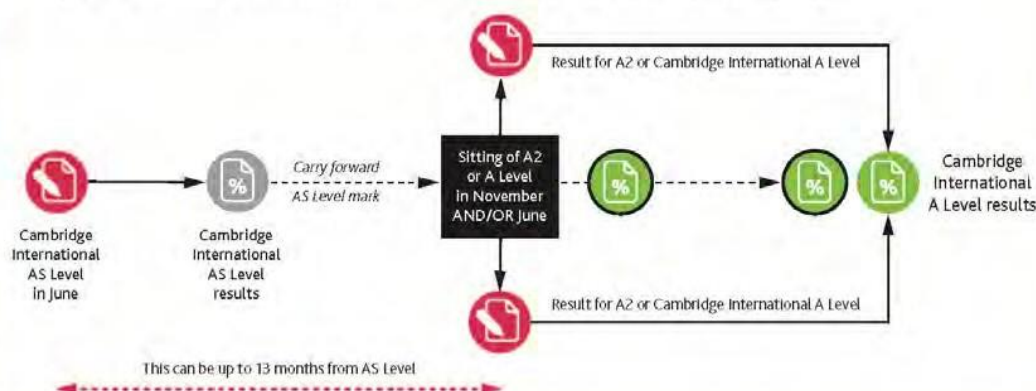 Result for A2 or Cambridge International A Level
%
Carry forward
AS Level mark
Sitting of A2
or A Level
in November
AND/OR June
%
%
%
Cambridge
International
A Level results
Cambridge
International
AS Level
in June
Cambridge
International
AS Level
results
Result for A2 or Cambridge International A Level
This can be up to 13 months from AS Level